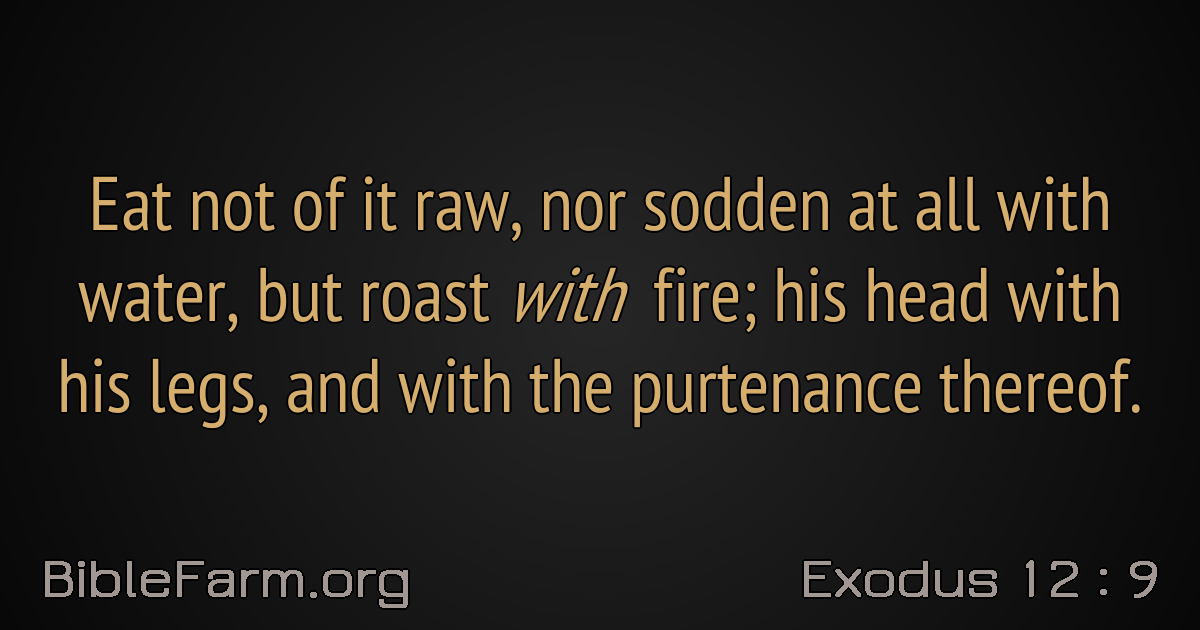 Eat not of it raw, nor sodden at all with
water, but roast with fire; his head with
his legs, and with the purtenance thereof.
BibleFarm.org
Exodus 12 : 9